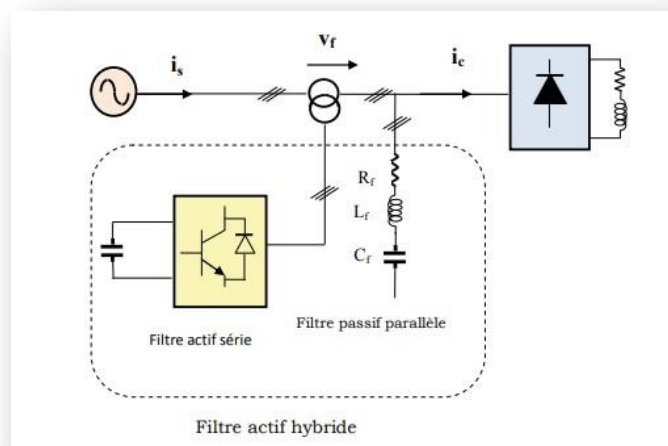 v_f
i_s
i_c
R_f
L_f
C_f
Filtre passif parallèle
Filtre actif série
Filtre actif hybride